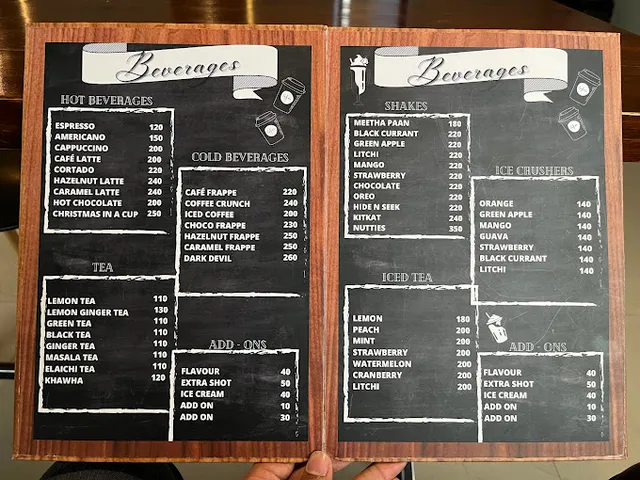 Beverages
HOT BEVERAGES
ESPRESSO 120
AMERICANO 150
CAPPUCCINO 200
CAFÉ LATTE 200
CORTADO 220
HAZELNUT LATTE 240
CARAMEL LATTE 240
HOT CHOCOLATE 200
CHRISTMAS IN A CUP 250
COLD BEVERAGES
CAFÉ FRAPPE 220
COFFEE CRUNCH 240
ICED COFFEE 200
CHOCO FRAPPE 230
HAZELNUT FRAPPE 250
CARAMEL FRAPPE 250
DARK DEVIL 260
TEA
LEMON TEA 110
LEMON GINGER TEA 130
GREEN TEA 110
BLACK TEA 110
GINGER TEA 110
MASALA TEA 110
ELAICHI TEA 110
KHAWHA 120
ADD - ONS
FLAVOUR 40
EXTRA SHOT 50
ICE CREAM 40
ADD ON 10
ADD ON 30
Beverages
SHAKES
MEETHA PAAN 180
BLACK CURRANT 220
GREEN APPLE 220
LITCHI 220
MANGO 220
STRAWBERRY 220
CHOCOLATE 220
OREO 220
HIDE N SEEK 220
KITKAT 240
NUTTIES 350
ICE CRUSHERS
ORANGE 140
GREEN APPLE 140
MANGO 140
GUAVA 140
STRAWBERRY 140
BLACK CURRANT 140
LITCHI 140
ICED TEA
LEMON 180
PEACH 200
MINT 200
STRAWBERRY 200
WATERMELON 200
CRANBERRY 200
LITCHI 200
ADD - ONS
FLAVOUR 40
EXTRA SHOT 50
ICE CREAM 40
ADD ON 10
ADD ON 30